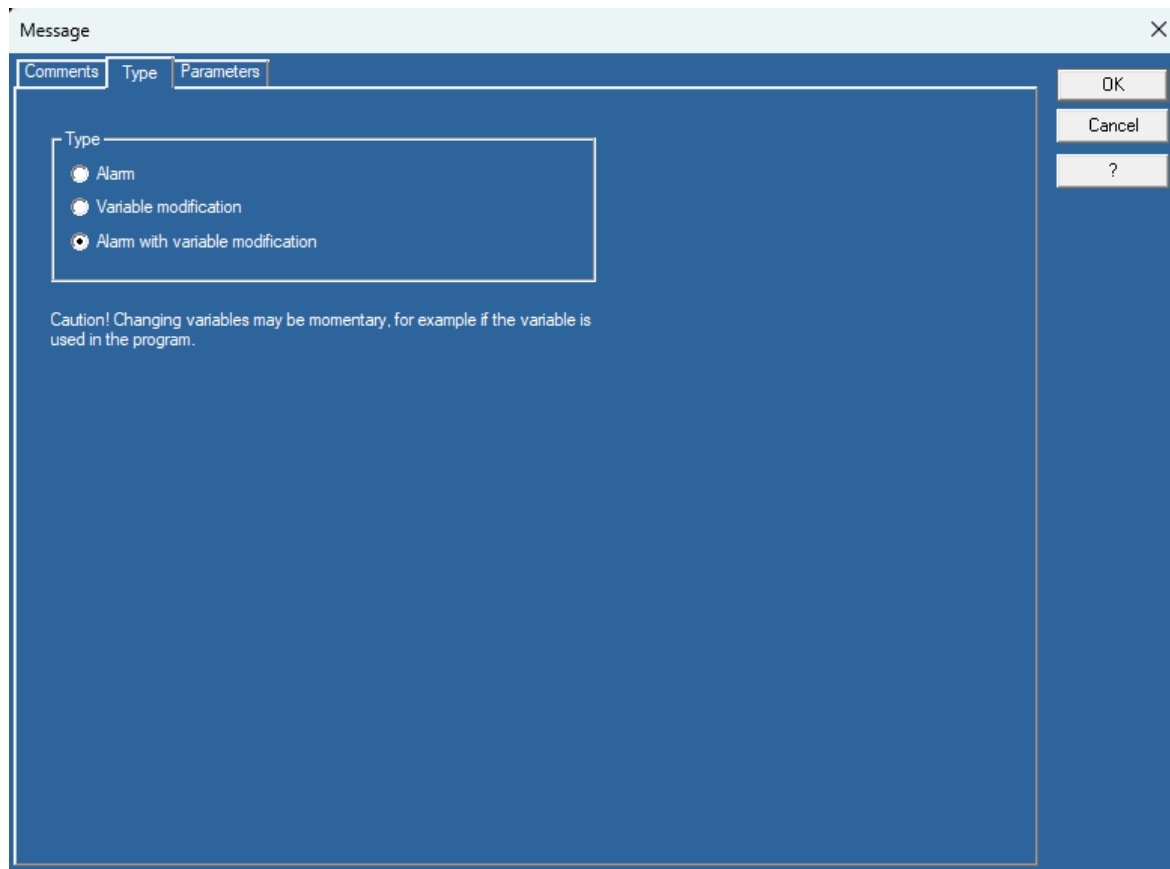 Message
Comments Type Parameters
OK
Cancel
?
Type
Alarm
Variable modification
Alarm with variable modification
Caution! Changing variables may be momentary, for example if the variable is
used in the program.